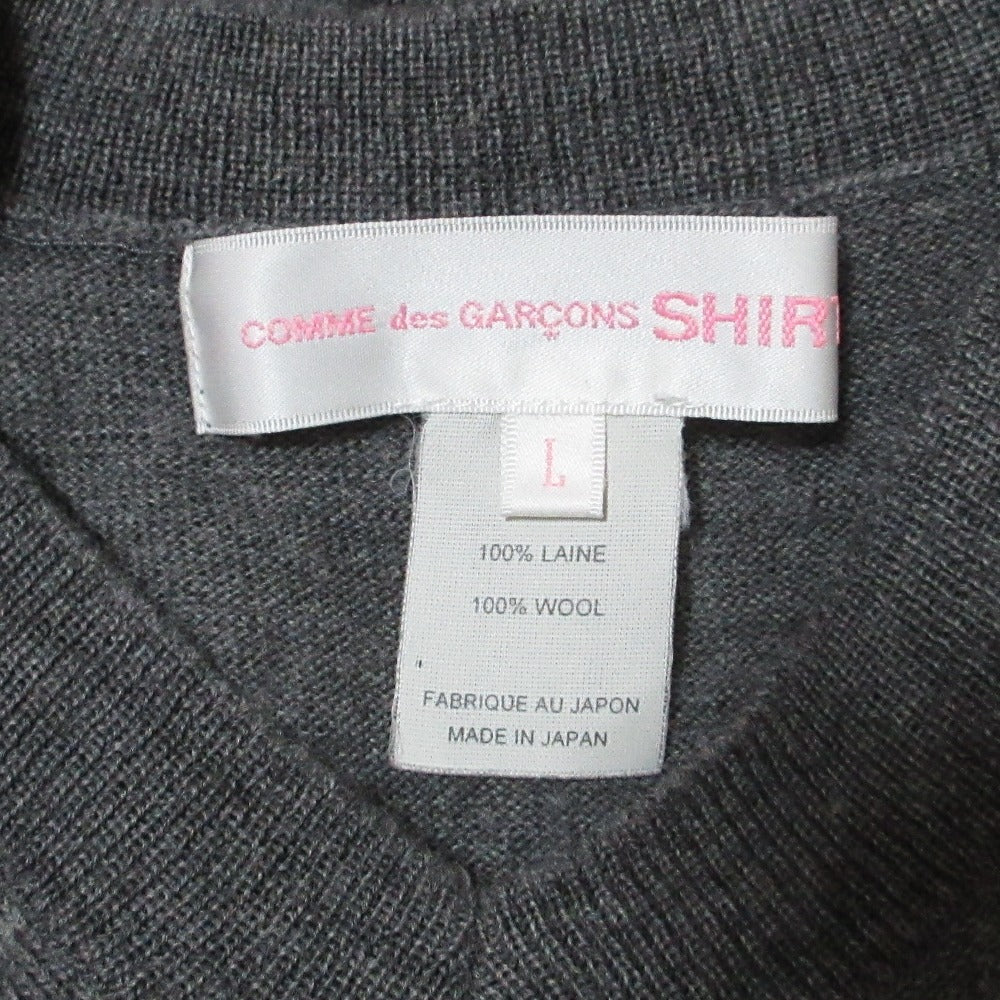 COMME des GARÇONS SHIRT
L
100% LAINE
100% WOOL
FABRIQUE AU JAPON
MADE IN JAPAN